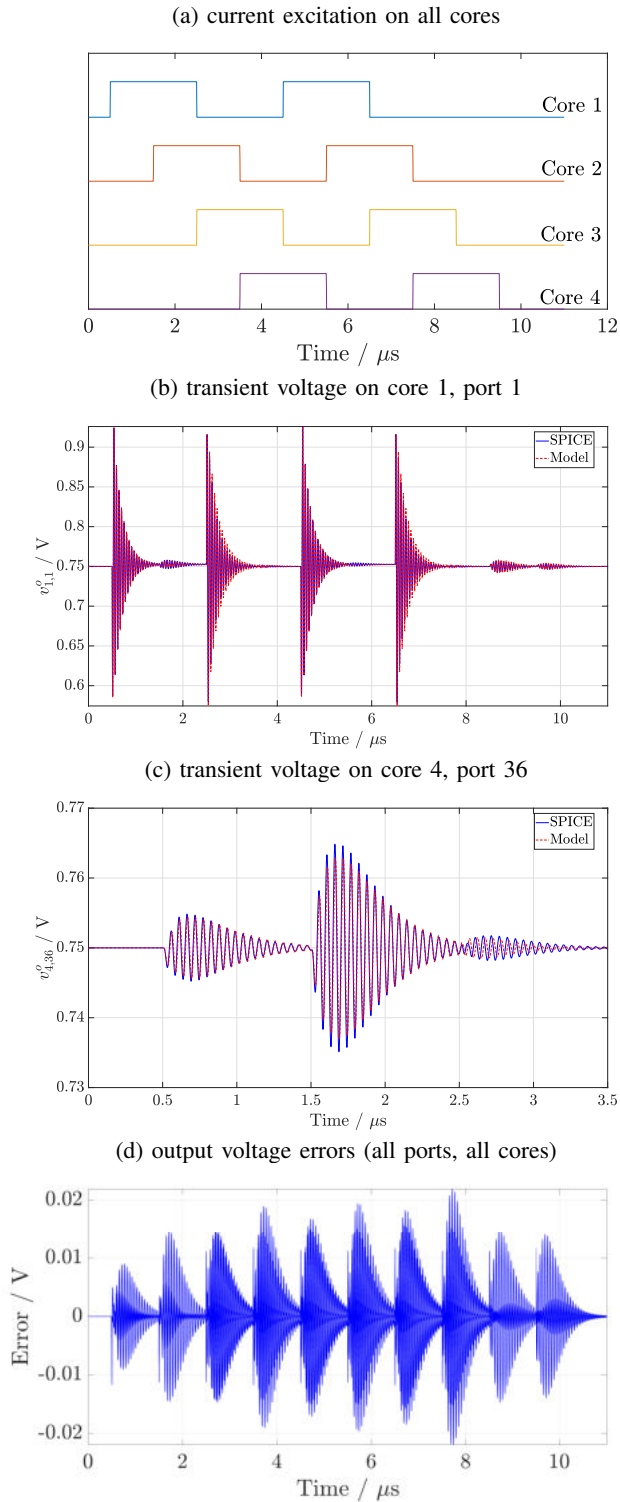 (a) current excitation on all cores
Core 1
Core 2
Core 3
Core 4
0 2 4 6 8 10 12
Time / μs
(b) transient voltage on core 1, port 1
SPICE
Model
0.9
0.85
0.8
0.75
0.7
0.65
0.6
v°1,1 / V
0 2 4 6 8 10
Time / μs
(c) transient voltage on core 4, port 36
SPICE
Model
0.77
0.76
0.75
0.74
0.73
v°4,36 / V
0 0.5 1 1.5 2 2.5 3 3.5
Time / μs
(d) output voltage errors (all ports, all cores)
0.02
0.01
0
-0.01
-0.02
Error / V
2 4 6 8 10
Time / μs